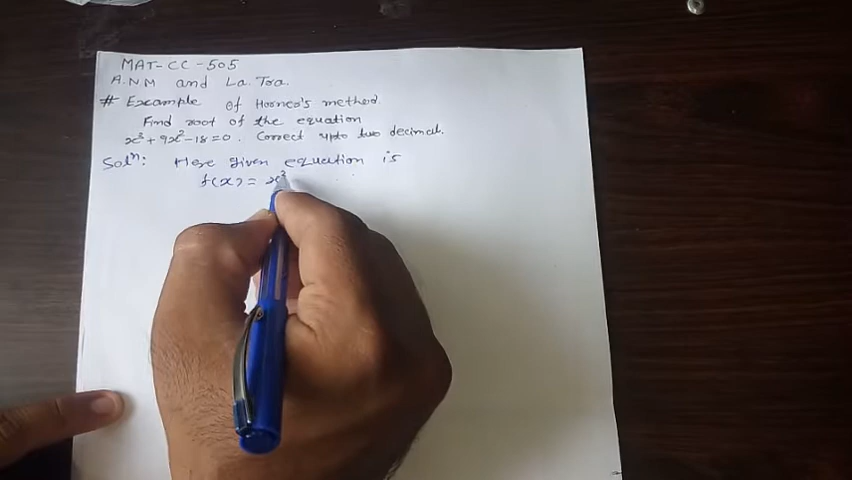 MAT-CC-505
A.N.M and La. Tra.
# Example of Horner's method.
Find root of the equation
x³+9x²-18=0. Correct upto two decimal.
Solⁿ: Here given equation is
f(x) = x³